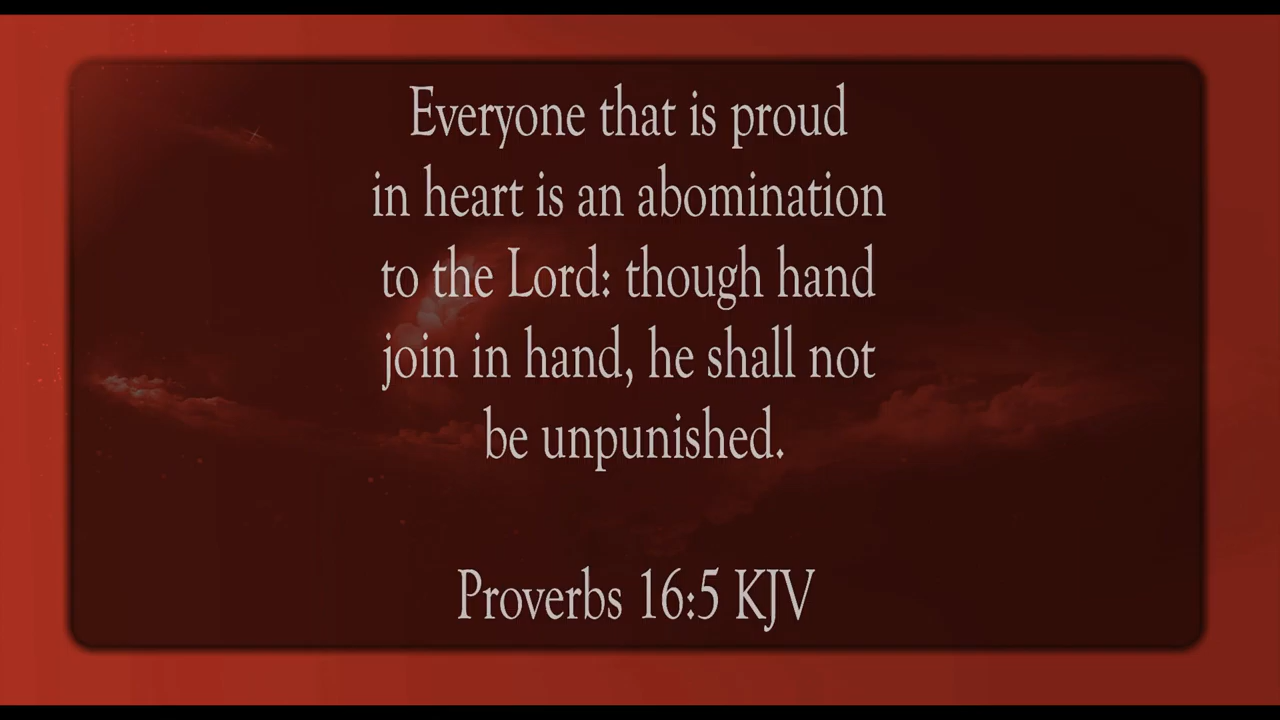 Everyone that is proud
in heart is an abomination
to the Lord: though hand
join in hand, he shall not
be unpunished.
Proverbs 16:5 KJV